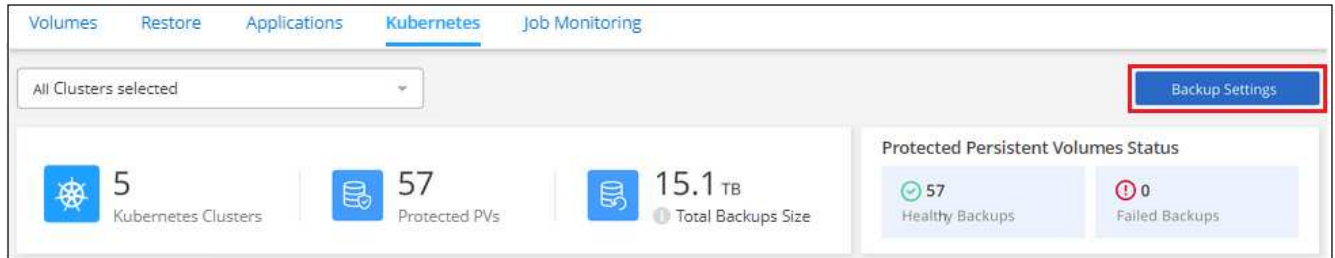 Volumes Restore Applications Kubernetes Job Monitoring
All Clusters selected
Backup Settings
5
Kubernetes Clusters
57
Protected PVs
15.1 TB
Total Backups Size
Protected Persistent Volumes Status
57
Healthy Backups
0
Failed Backups